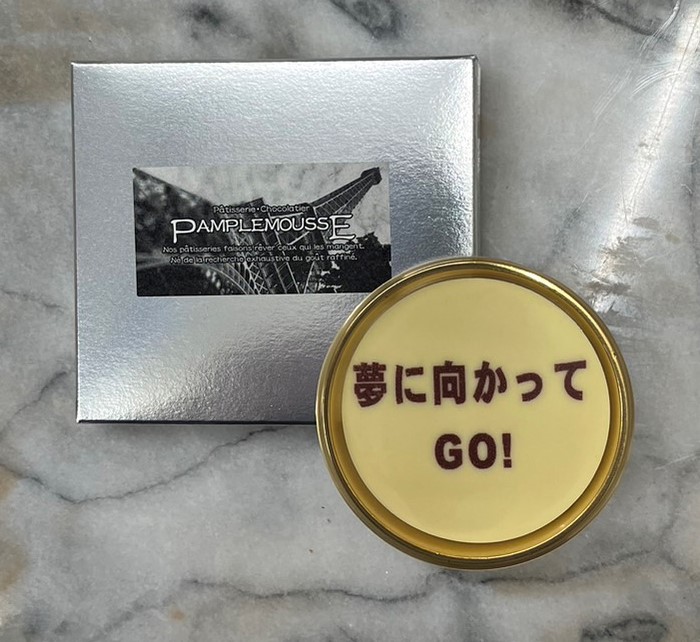 Pâtisserie・Chocolatier
PAMPLEMOUSSE
Nos pâtisseries faisons rêver ceux qui les mangent.
Né de la recherche exhaustive du goût raffiné.
夢に向かって
GO!